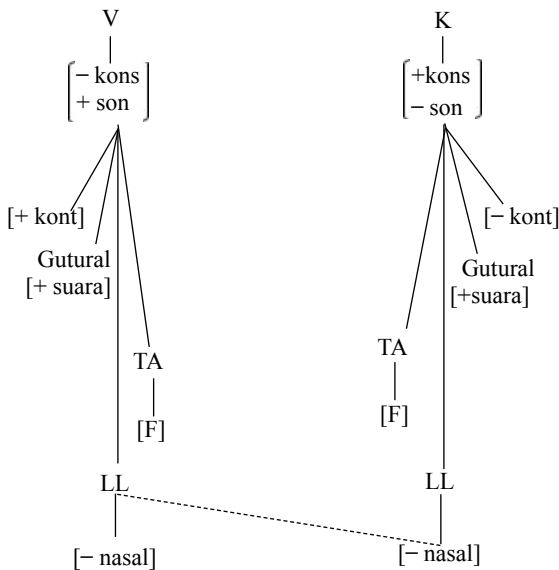 V K
[− kons [+kons
+ son] − son]
[+ kont] [− kont]
Gutural Gutural
[+ suara] [+suara]
TA TA
[F] [F]
LL LL
[− nasal] [− nasal]